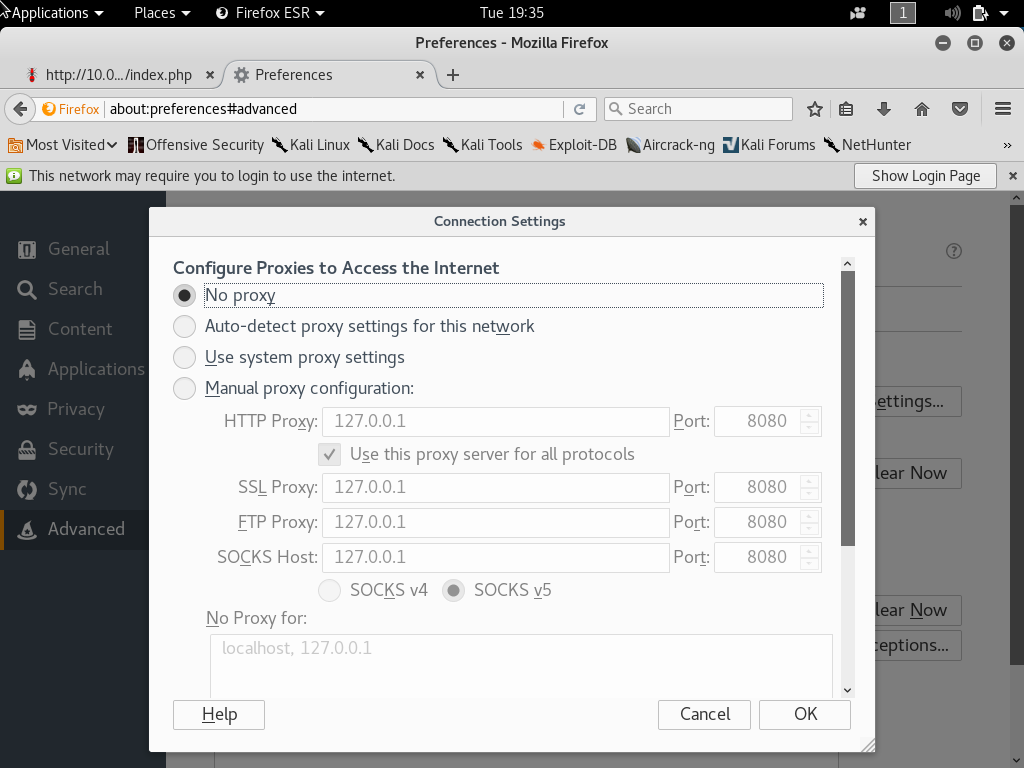 Applications Places Firefox ESR Tue 19:35 1
Preferences - Mozilla Firefox
http://10.0.../index.php Preferences
Firefox about:preferences#advanced Search
Most Visited Offensive Security Kali Linux Kali Docs Kali Tools Exploit-DB Aircrack-ng Kali Forums NetHunter »
This network may require you to login to use the internet. Show Login Page
Connection Settings
General
Search
Content
Applications
Privacy
Security
Sync
Advanced
Configure Proxies to Access the Internet
No proxy
Auto-detect proxy settings for this network
Use system proxy settings
Manual proxy configuration:
HTTP Proxy: 127.0.0.1 Port: 8080
Use this proxy server for all protocols
SSL Proxy: 127.0.0.1 Port: 8080
FTP Proxy: 127.0.0.1 Port: 8080
SOCKS Host: 127.0.0.1 Port: 8080
SOCKS v4 SOCKS v5
No Proxy for:
localhost, 127.0.0.1
Help Cancel OK
?
ettings...
lear Now
lear Now
ceptions...